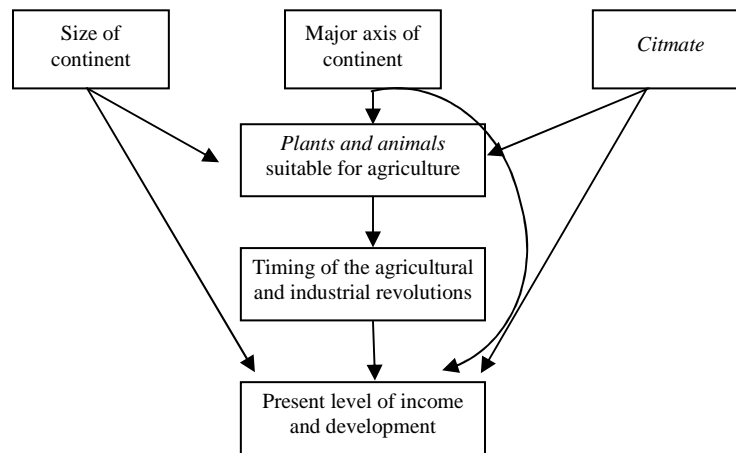 Size of
continent
Major axis of
continent
Citmate
Plants and animals
suitable for agriculture
Timing of the agricultural
and industrial revolutions
Present level of income
and development